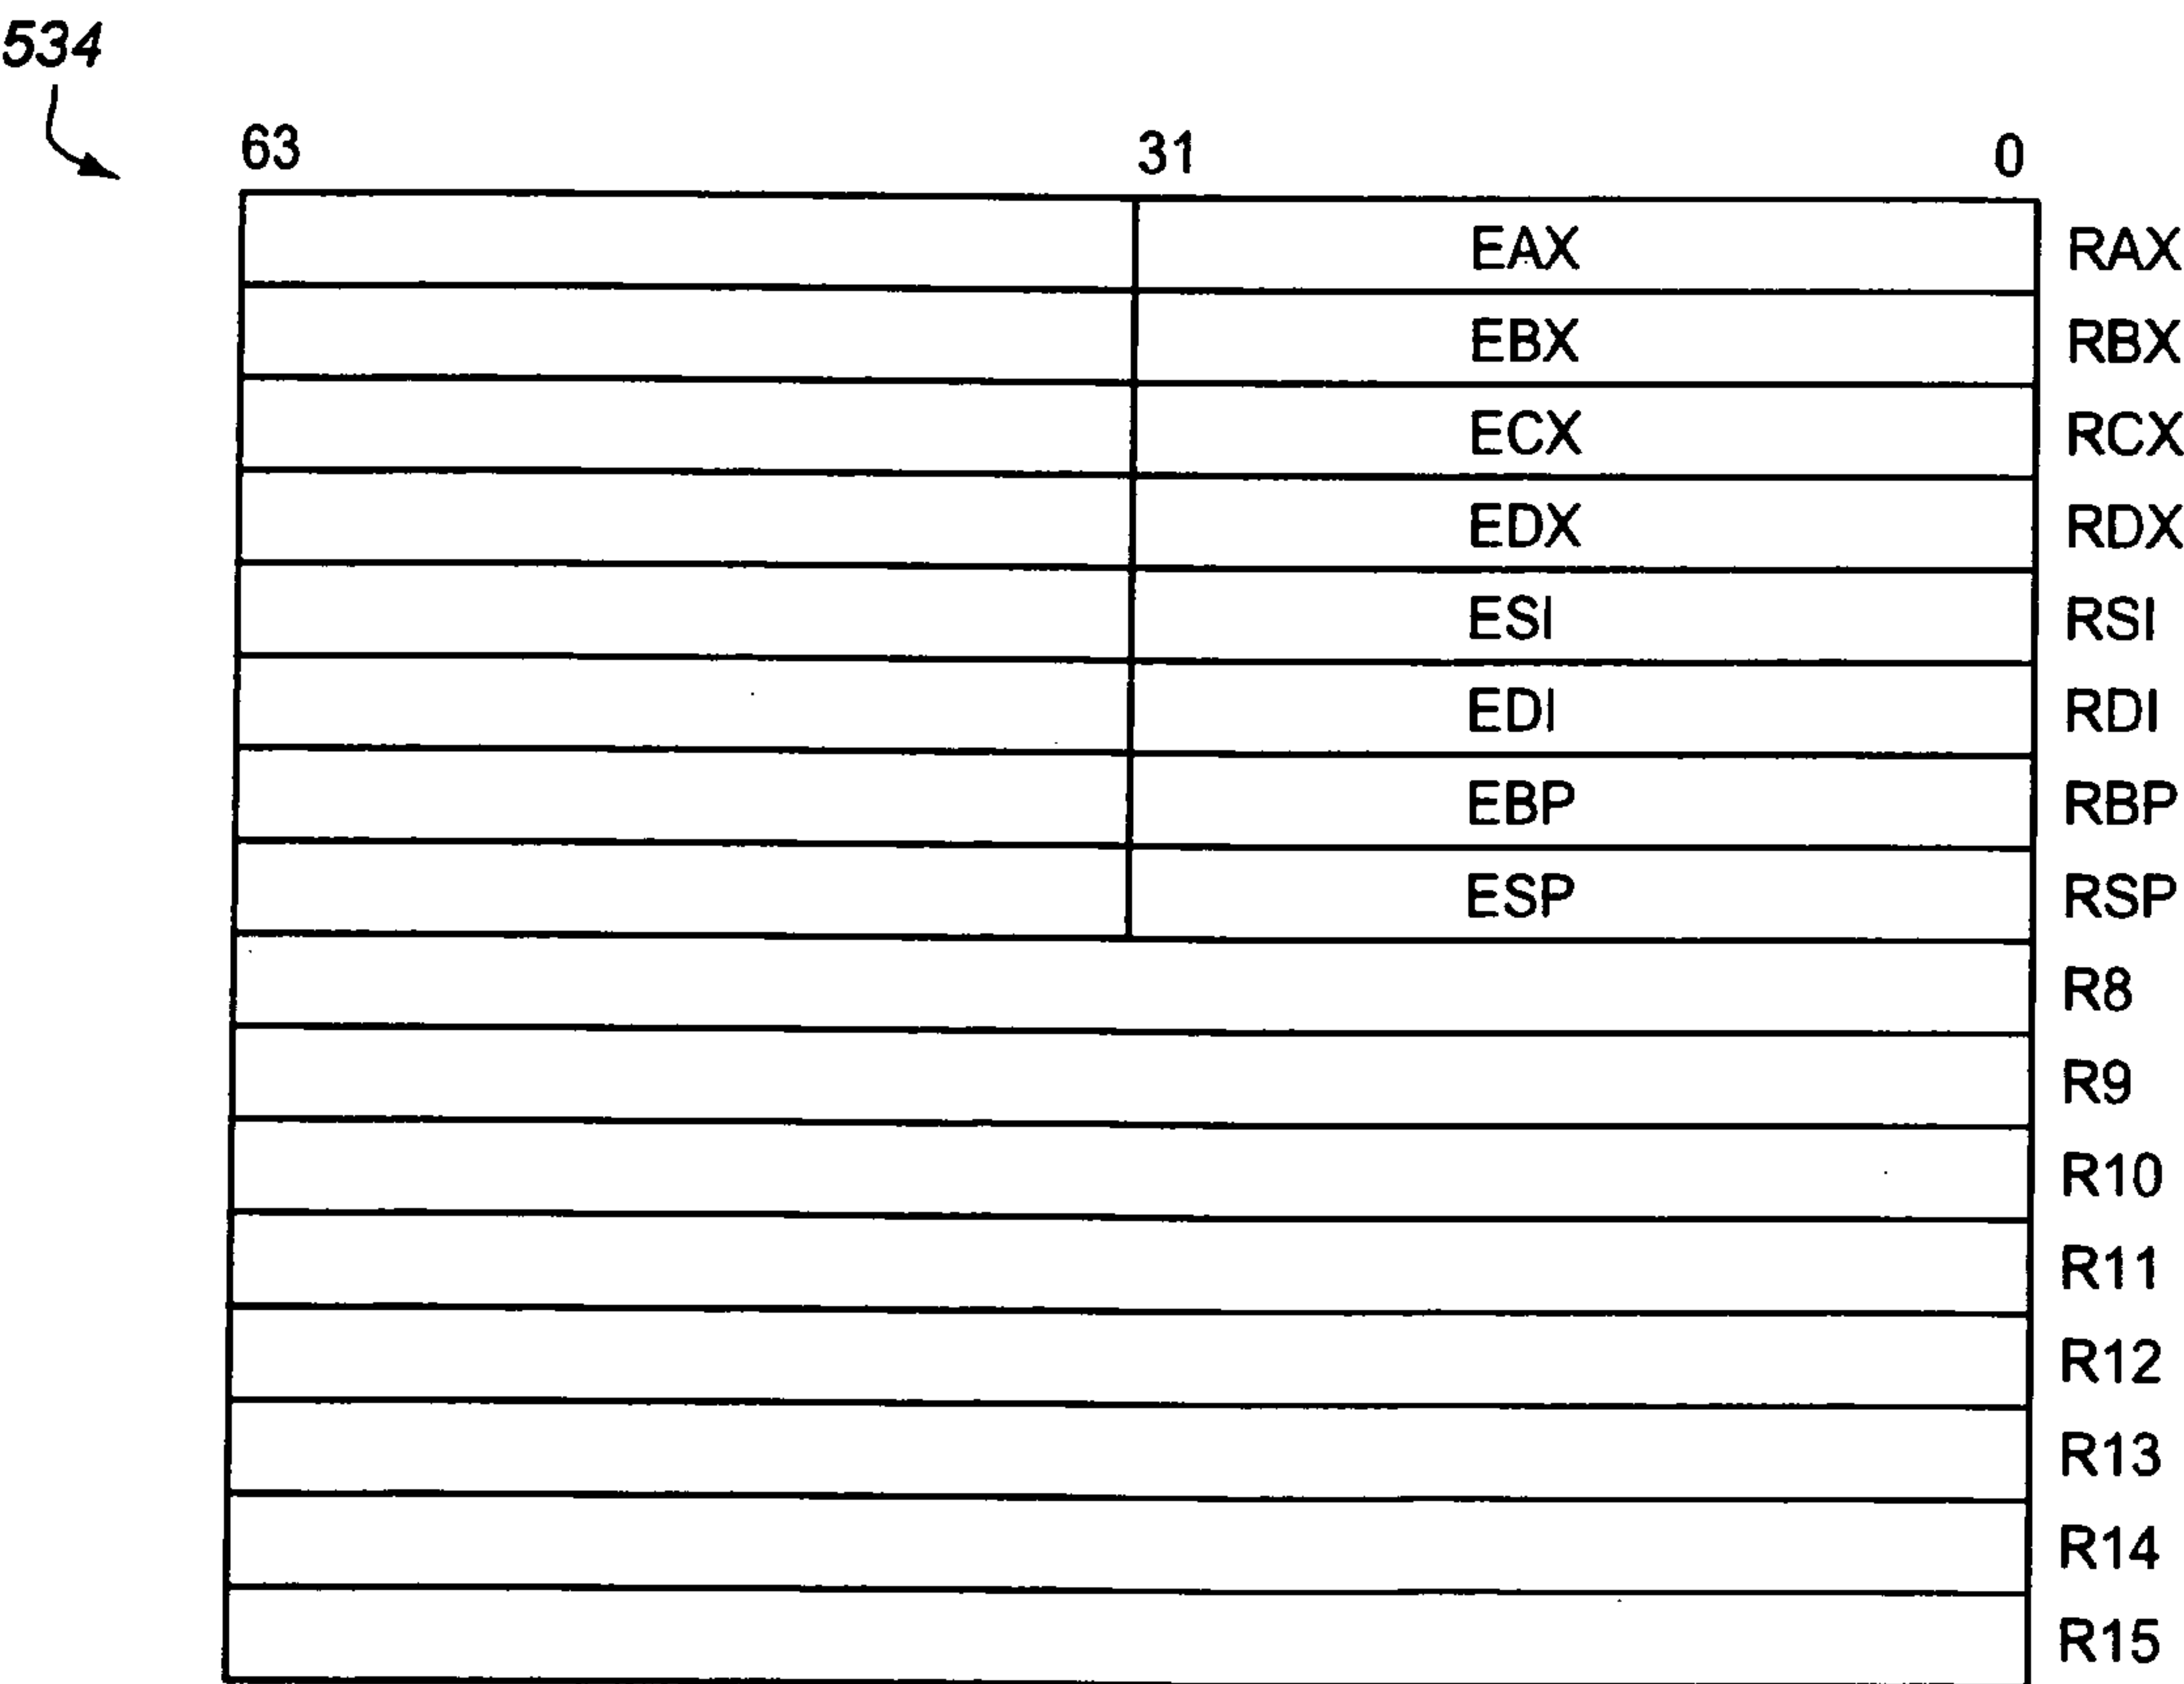 534
63 31 0
EAX RAX
EBX RBX
ECX RCX
EDX RDX
ESI RSI
EDI RDI
EBP RBP
ESP RSP
R8
R9
R10
R11
R12
R13
R14
R15